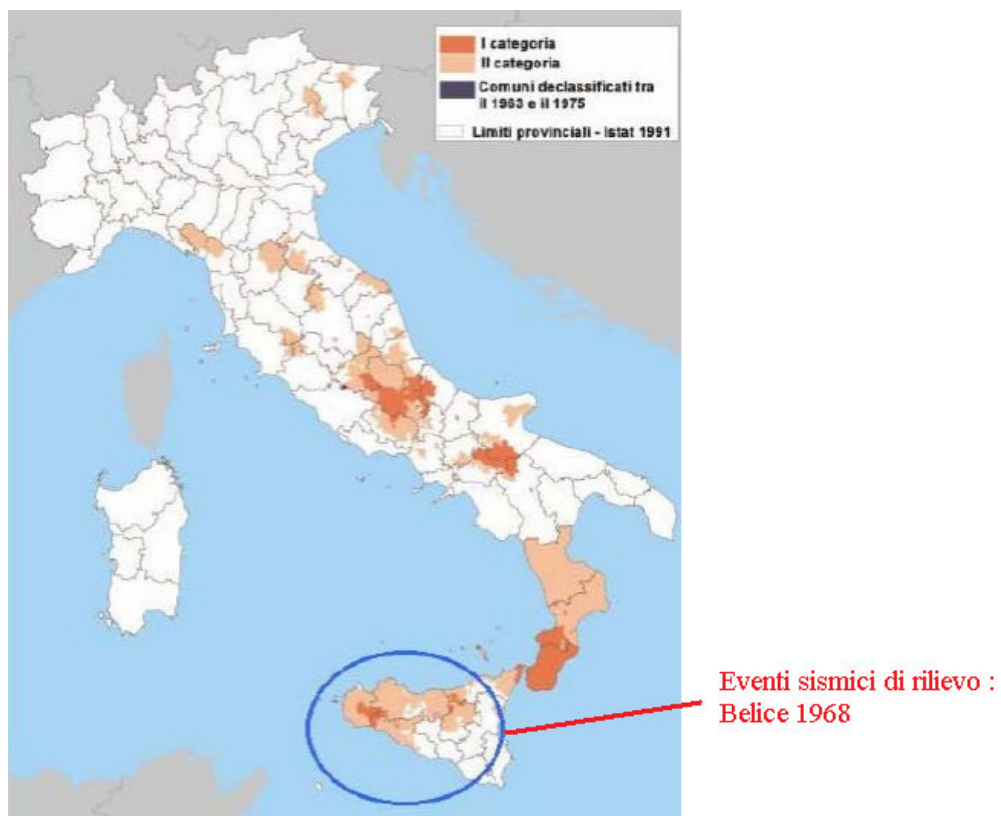 I categoria
II categoria
Comuni declassificati tra
il 1963 e il 1975
Limiti provinciali - Istat 1991
Eventi sismici di rilievo :
Belice 1968